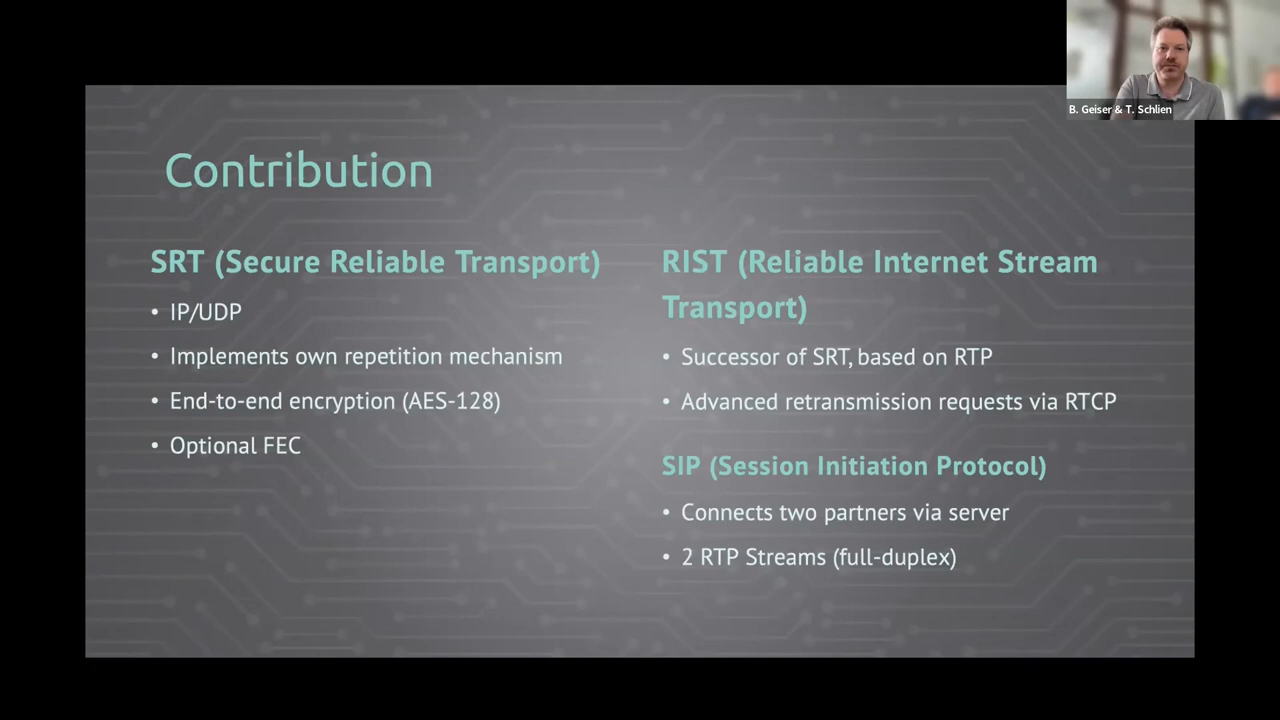 B. Geiser & T. Schlien
Contribution
SRT (Secure Reliable Transport)
• IP/UDP
• Implements own repetition mechanism
• End-to-end encryption (AES-128)
• Optional FEC
RIST (Reliable Internet Stream
Transport)
• Successor of SRT, based on RTP
• Advanced retransmission requests via RTCP
SIP (Session Initiation Protocol)
• Connects two partners via server
• 2 RTP Streams (full-duplex)